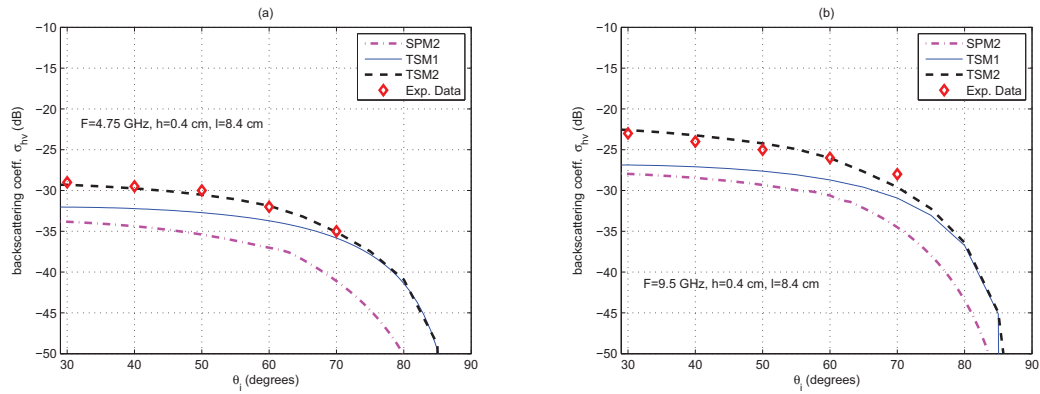 (a)
−10
−15
−20
−25
−30
−35
−40
−45
−50
30 40 50 60 70 80 90
θi (degrees)
backscattering coeff. σhv (dB)
SPM2
TSM1
TSM2
Exp. Data
F=4.75 GHz, h=0.4 cm, l=8.4 cm
(b)
−10
−15
−20
−25
−30
−35
−40
−45
−50
30 40 50 60 70 80 90
θi (degrees)
backscattering coeff. σhv (dB)
SPM2
TSM1
TSM2
Exp. Data
F=9.5 GHz, h=0.4 cm, l=8.4 cm